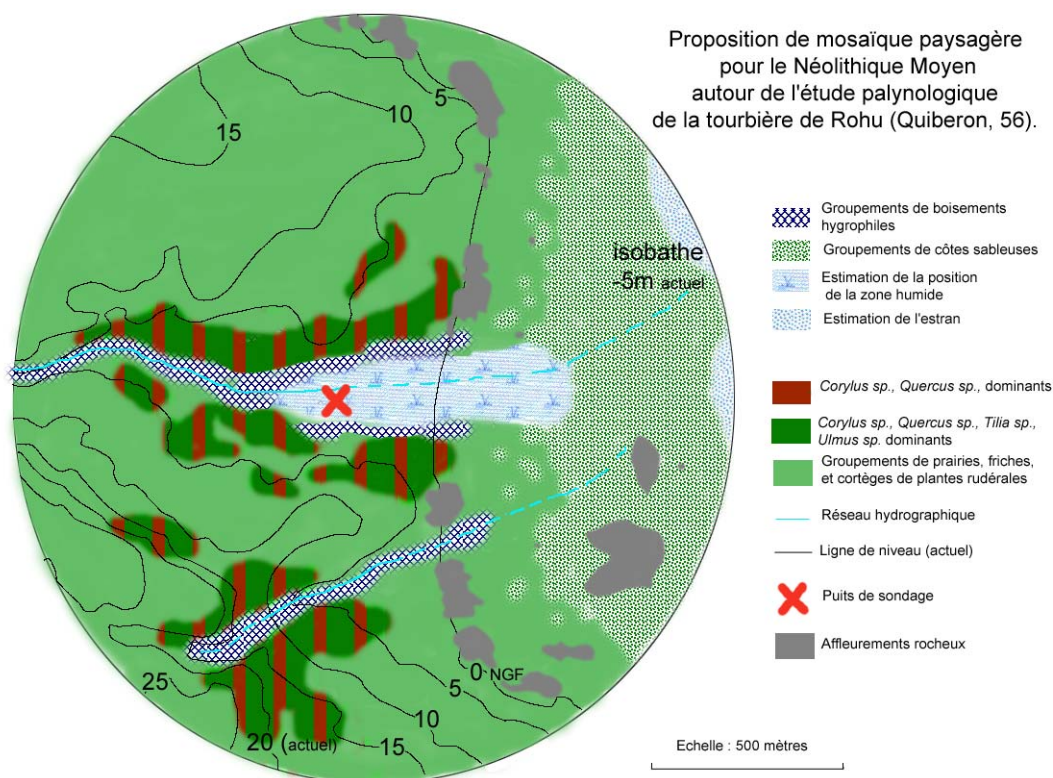 Proposition de mosaïque paysagère
pour le Néolithique Moyen
autour de l'étude palynologique
de la tourbière de Rohu (Quiberon, 56).
5
10
15
isobathe
-5m actuel
0 NGF
5
10
15
20 (actuel)
25
Groupements de boisements
hygrophiles
Groupements de côtes sableuses
Estimation de la position
de la zone humide
Estimation de l'estran
Corylus sp., Quercus sp., dominants
Corylus sp., Quercus sp., Tilia sp.,
Ulmus sp. dominants
Groupements de prairies, friches,
et cortèges de plantes rudérales
Réseau hydrographique
Ligne de niveau (actuel)
Puits de sondage
Affleurements rocheux
Echelle : 500 mètres